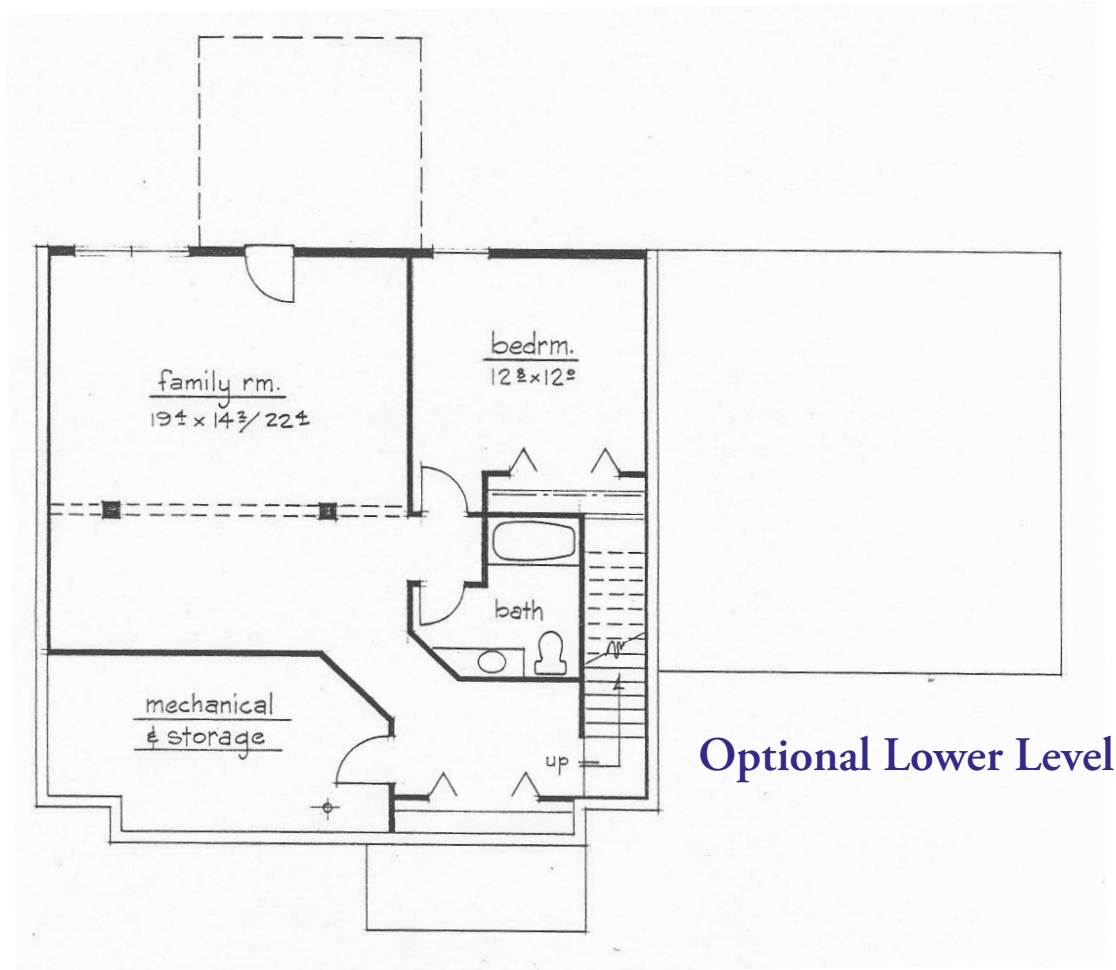 bedrm.
12⁸ x 12⁰
family rm.
19⁴ x 14³/22⁴
bath
mechanical
& storage
up
Optional Lower Level